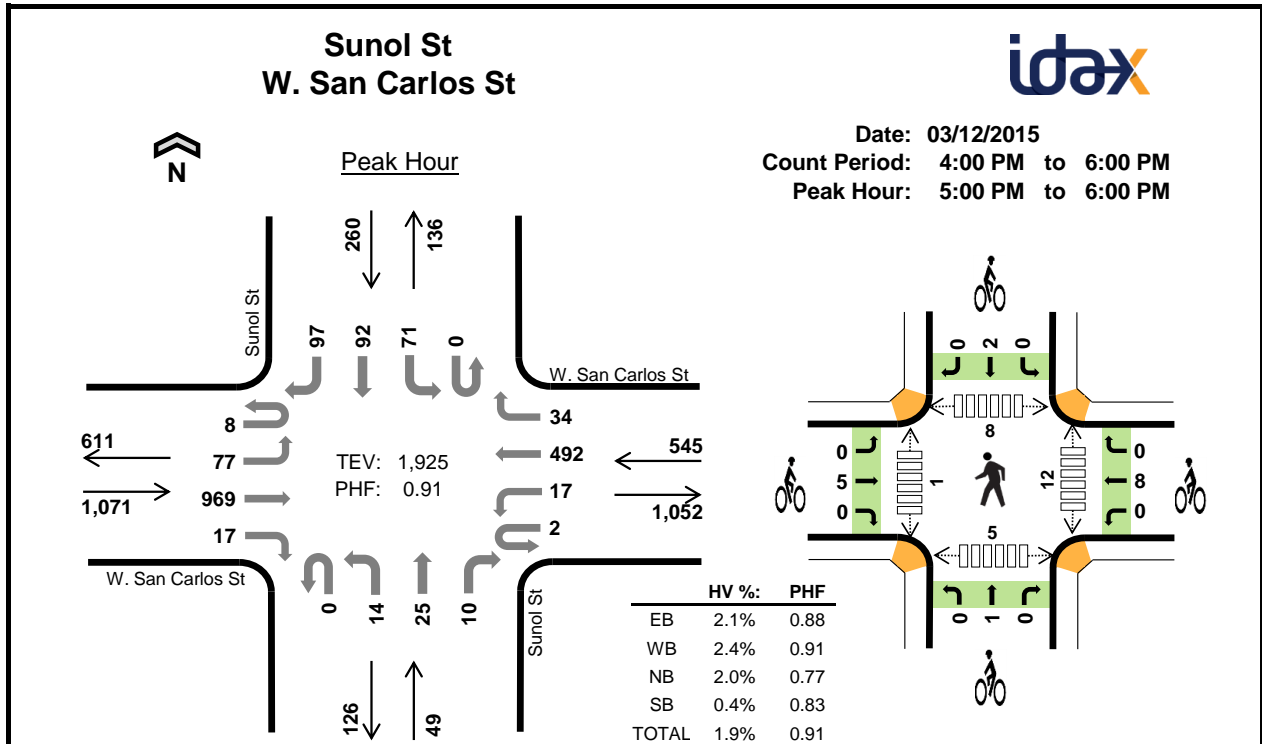 Sunol St
W. San Carlos St
idax
Date: 03/12/2015
Count Period: 4:00 PM to 6:00 PM
Peak Hour: 5:00 PM to 6:00 PM
N
Peak Hour
260
136
Sunol St
97
92
71
0
W. San Carlos St
8
77
969
17
611
1,071
TEV: 1,925
PHF: 0.91
34
492
17
2
545
1,052
W. San Carlos St
0
14
25
10
Sunol St
126
49
HV %: PHF
EB 2.1% 0.88
WB 2.4% 0.91
NB 2.0% 0.77
SB 0.4% 0.83
TOTAL 1.9% 0.91
0 2 0
8
0
5
0
1
12
0
8
0
5
0 1 0